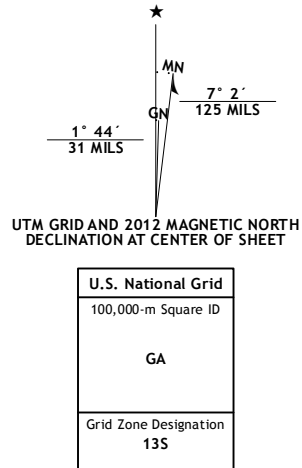 ★
MN
GN
7° 2´
125 MILS
1° 44´
31 MILS
UTM GRID AND 2012 MAGNETIC NORTH
DECLINATION AT CENTER OF SHEET
U.S. National Grid
100,000-m Square ID
GA
Grid Zone Designation
13S